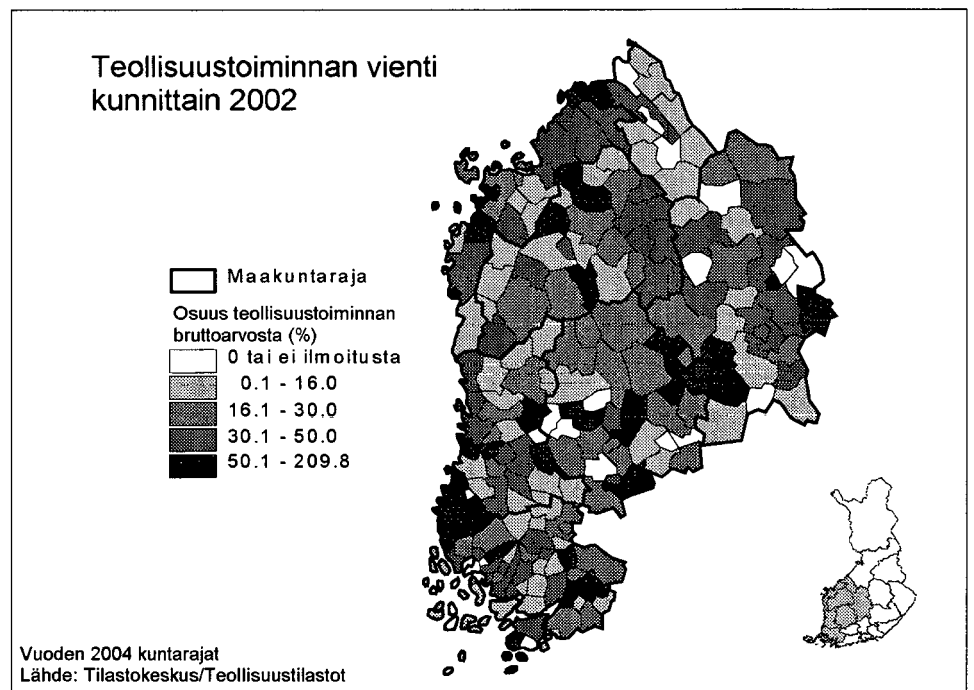 Teollisuustoiminnan vienti
kunnittain 2002
Maakuntaraja
Osuus teollisuustoiminnan
bruttoarvosta (%)
0 tai ei ilmoitusta
0.1 - 16.0
16.1 - 30.0
30.1 - 50.0
50.1 - 209.8
Vuoden 2004 kuntarajat
Lähde: Tilastokeskus/Teollisuustilastot